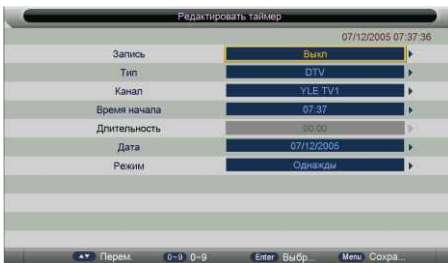 Редактировать таймер
07/12/2005 07:37:36
Запись Выкл
Тип DTV
Канал YLE TV1
Время начала 07:37
Длительность 00:00
Дата 07/12/2005
Режим Однажды
Перем. 0~9 0~9 Enter Выбр... Menu Сохра...